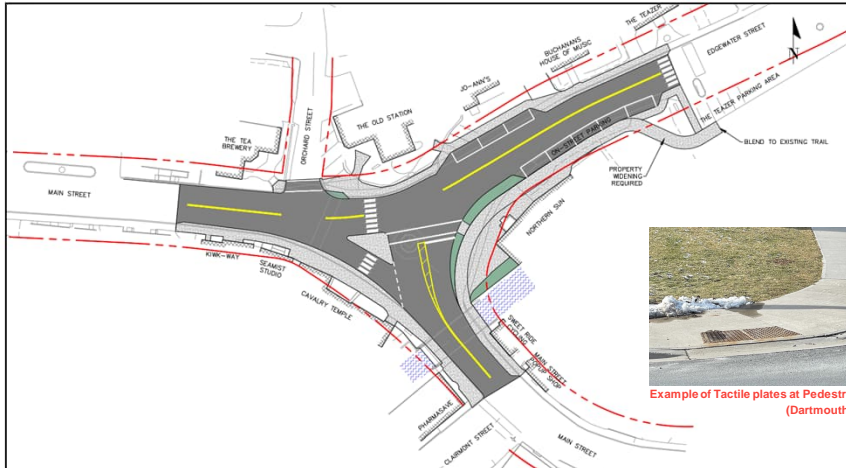 THE TEAZER
EDGEWATER STREET
N
BUCHANANS
HOUSE OF MUSIC
JO-ANN'S
THE TEAZER PARKING AREA
ORCHARD STREET
THE OLD STATION
ON-STREET PARKING
THE TEA
BREWERY
BLEND TO EXISTING TRAIL
PROPERTY
WIDENING
REQUIRED
MAIN STREET
NORTHERN SUN
KIWK-WAY
SEAMIST
STUDIO
CAVALRY TEMPLE
SWEET RIDE
CYCLING
MAIN STREET
POPUP SHOP
PHARMASAVE
CLAIRMONT STREET
MAIN STREET
Example of Tactile plates at Pedestr
(Dartmouth